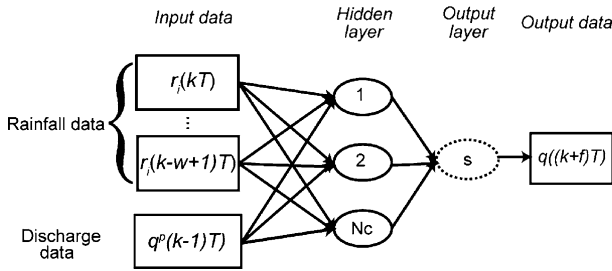 Input data
Hidden layer
Output layer
Output data
Rainfall data
r_i(kT)
⋮
r_i(k-w+1)T)
Discharge data
q^p(k-1)T)
1
2
Nc
s
q((k+f)T)